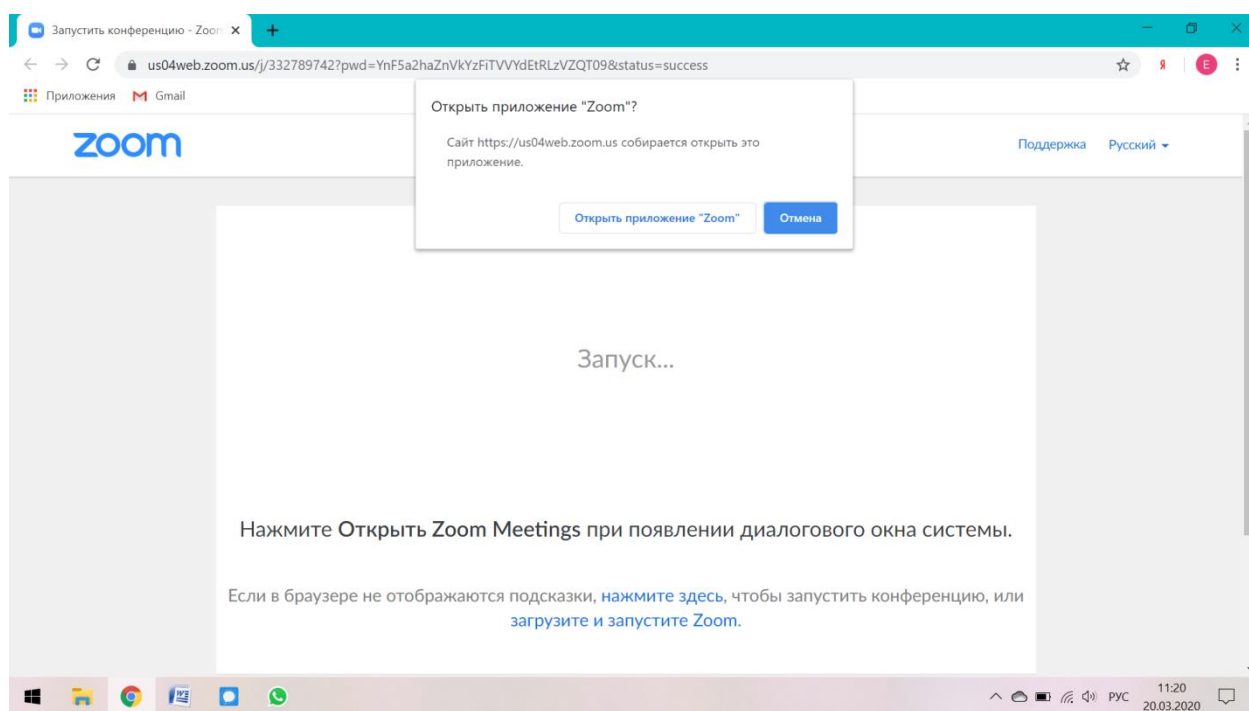 Запустить конференцию - Zoom
us04web.zoom.us/j/332789742?pwd=YnF5a2haZnVkYzFiTVVYdEtRLzVZQT09&status=success
Я
E
Приложения
Gmail
Открыть приложение "Zoom"?
Сайт https://us04web.zoom.us собирается открыть это
приложение.
Открыть приложение "Zoom"
Отмена
zoom
Поддержка
Русский
Запуск...
Нажмите Открыть Zoom Meetings при появлении диалогового окна системы.
Если в браузере не отображаются подсказки, нажмите здесь, чтобы запустить конференцию, или
загрузите и запустите Zoom.
РУС
11:20
20.03.2020